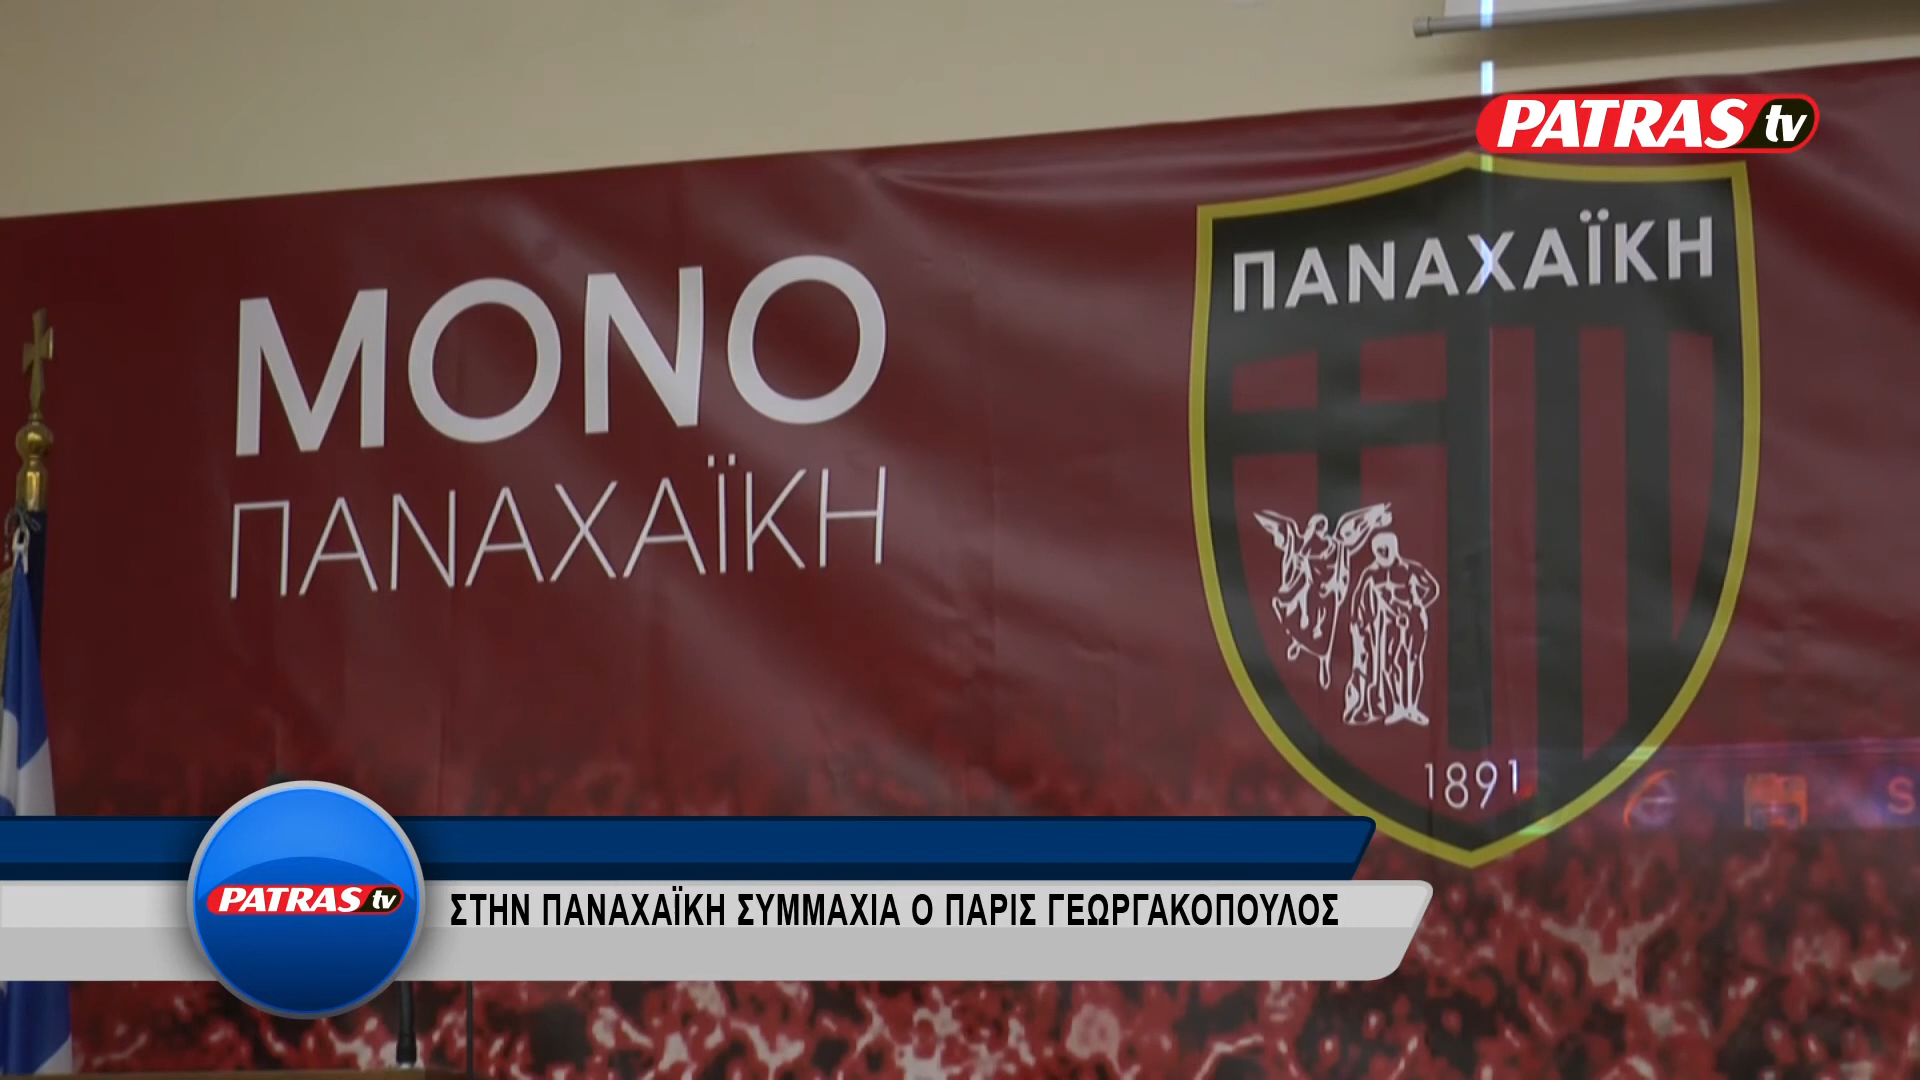 PATRAS tv
ΜΟΝΟ
ΠΑΝΑΧΑΪΚΗ
ΠΑΝΑΧΑΪΚΗ
1891
S
PATRAS tv
ΣΤΗΝ ΠΑΝΑΧΑΪΚΗ ΣΥΜΜΑΧΙΑ Ο ΠΑΡΙΣ ΓΕΩΡΓΑΚΟΠΟΥΛΟΣ